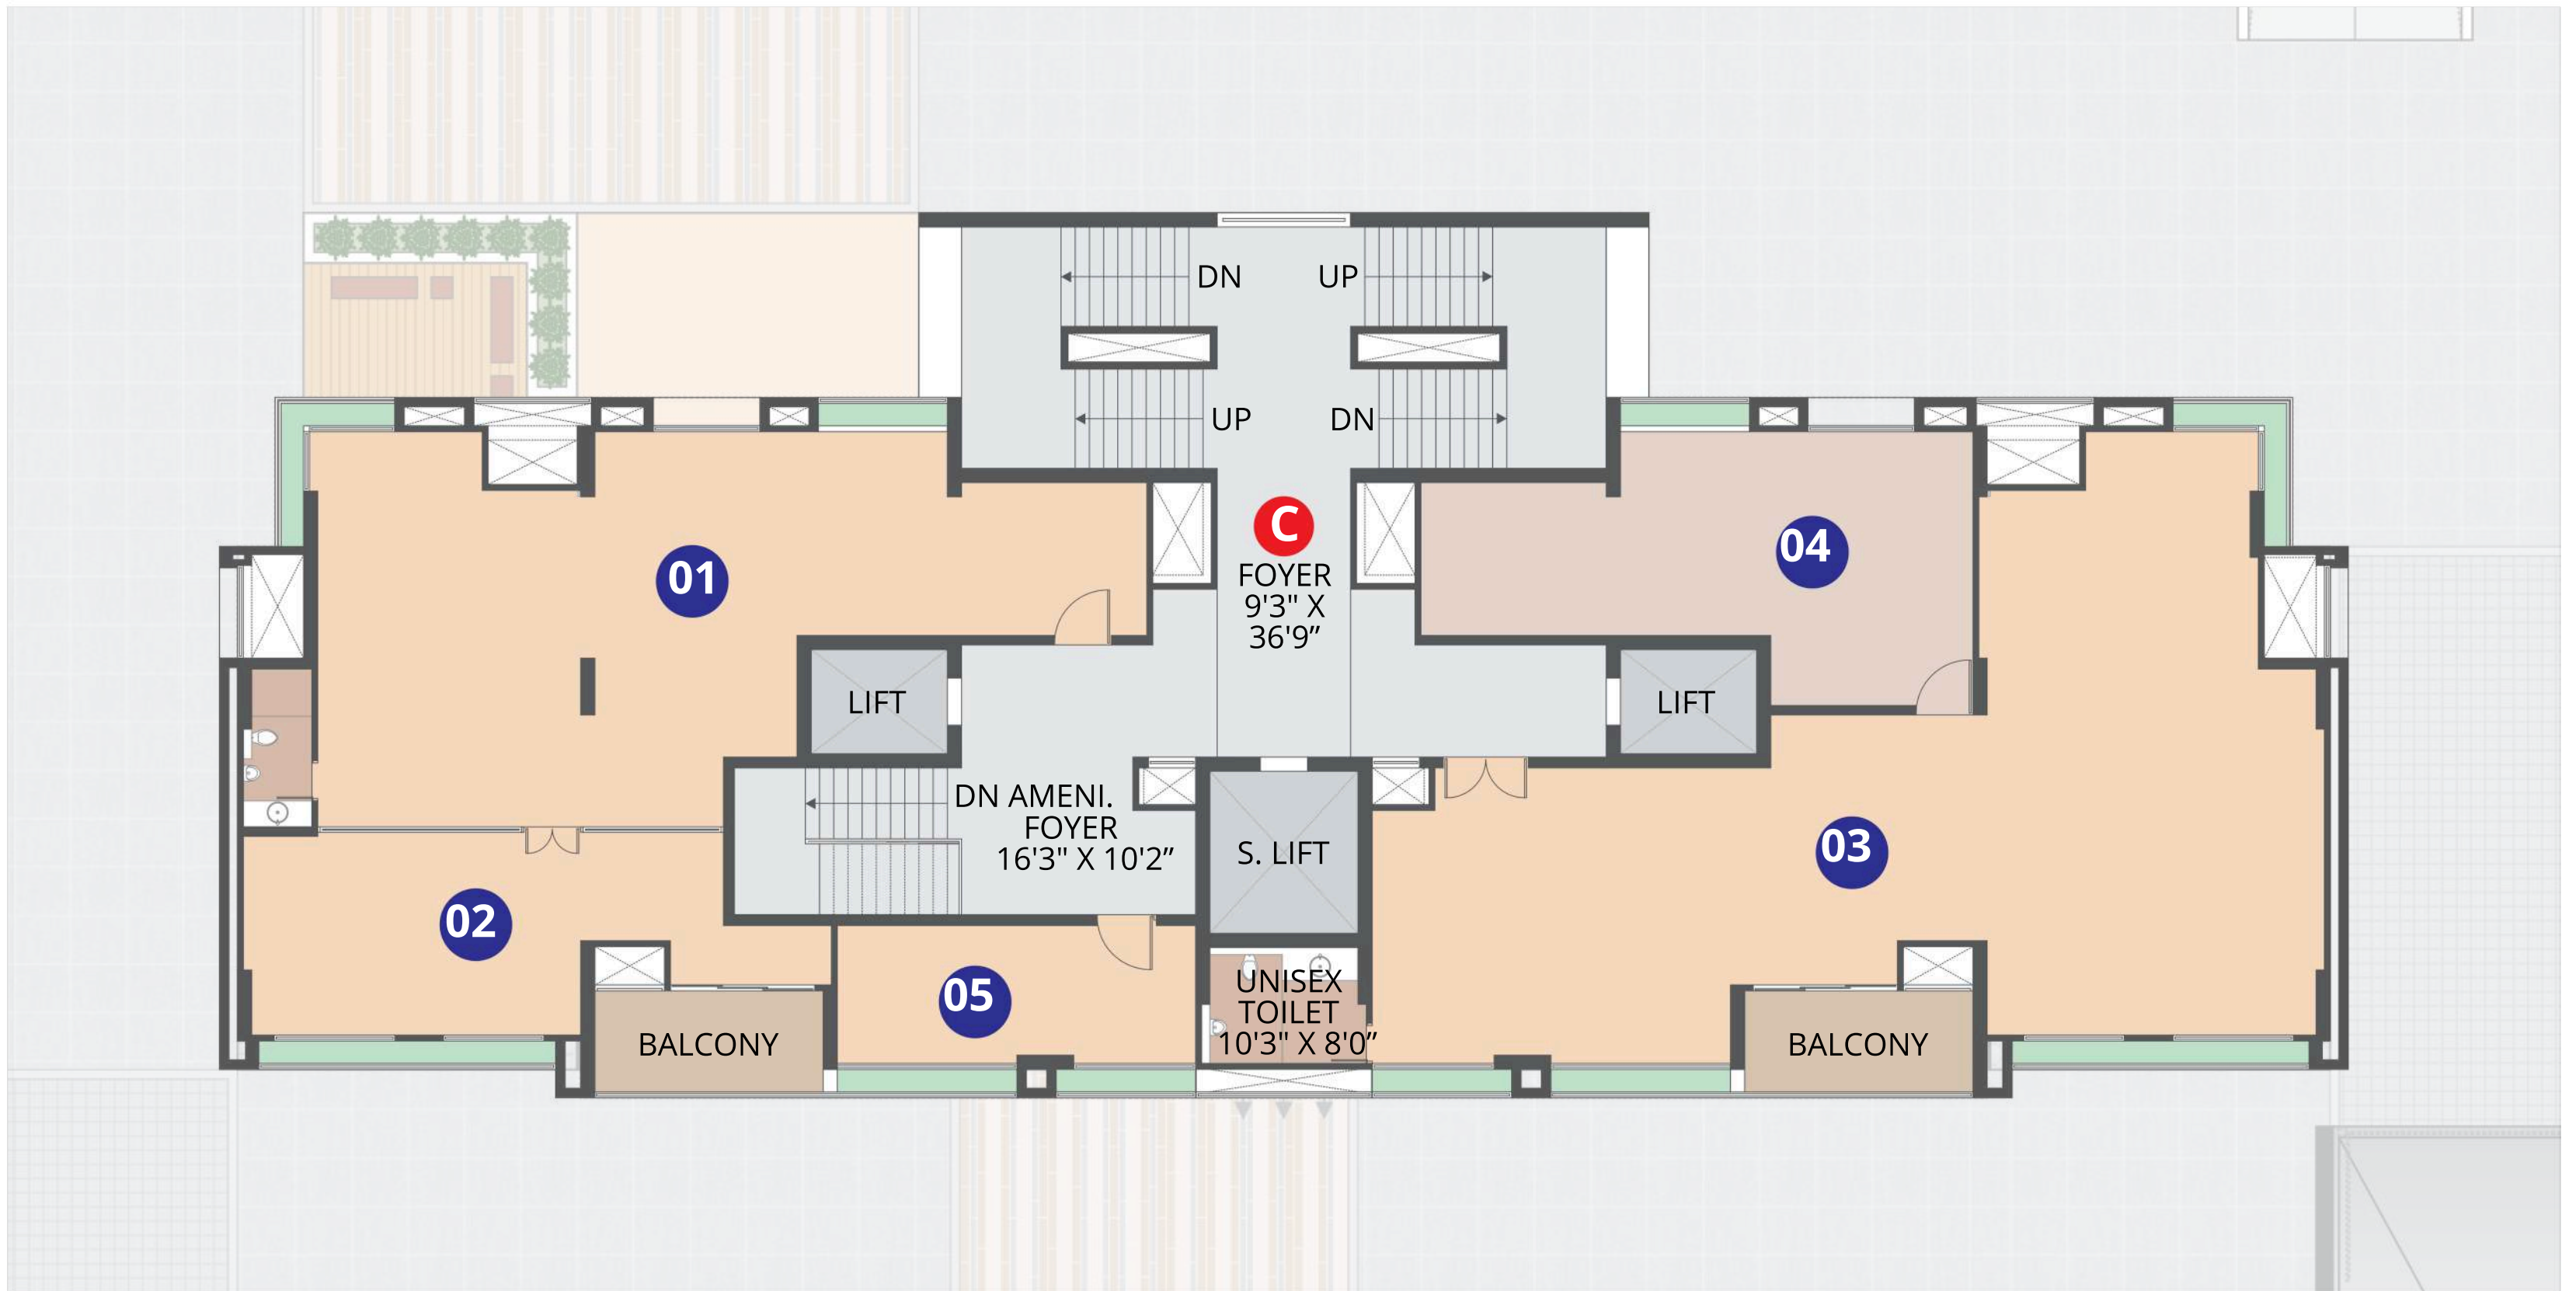 DN
UP
UP
DN
C
FOYER
9'3" X
36'9”
01
04
LIFT
LIFT
DN AMENI.
FOYER
16'3" X 10'2”
S. LIFT
03
02
05
UNISEX
TOILET
10'3" X 8'0”
BALCONY
BALCONY